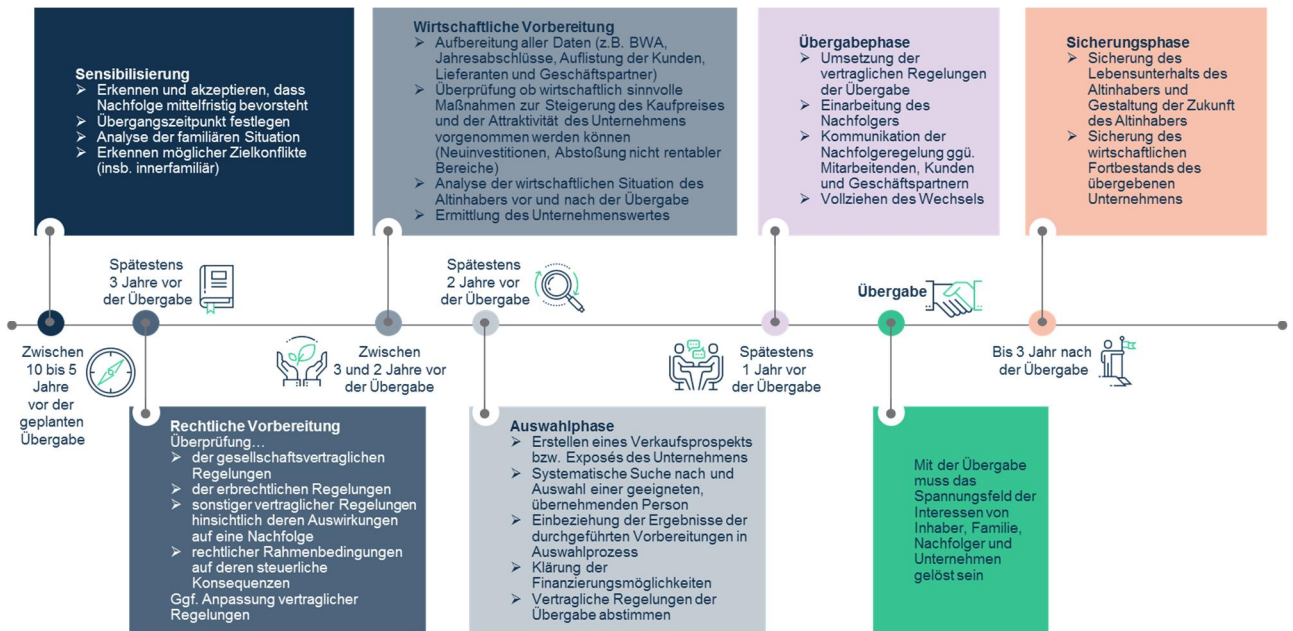 Sensibilisierung
➢ Erkennen und akzeptieren, dass
Nachfolge mittelfristig bevorsteht
➢ Übergangszeitpunkt festlegen
➢ Analyse der familiären Situation
➢ Erkennen möglicher Zielkonflikte
(insb. innerfamiliär)
Wirtschaftliche Vorbereitung
➢ Aufbereitung aller Daten (z.B. BWA,
Jahresabschlüsse, Auflistung der Kunden,
Lieferanten und Geschäftspartner)
➢ Überprüfung ob wirtschaftlich sinnvolle
Maßnahmen zur Steigerung des Kaufpreises
und der Attraktivität des Unternehmens
vorgenommen werden können
(Neuinvestitionen, Abstoßung nicht rentabler
Bereiche)
➢ Analyse der wirtschaftlichen Situation des
Altinhabers vor und nach der Übergabe
➢ Ermittlung des Unternehmenswertes
Übergabephase
➢ Umsetzung der
vertraglichen Regelungen
der Übergabe
➢ Einarbeitung des
Nachfolgers
➢ Kommunikation der
Nachfolgeregelung ggü.
Mitarbeitenden, Kunden
und Geschäftspartnern
➢ Vollziehen des Wechsels
Sicherungsphase
➢ Sicherung des
Lebensunterhalts des
Altinhabers und
Gestaltung der Zukunft
des Altinhabers
➢ Sicherung des
wirtschaftlichen
Fortbestands des
übergebenen
Unternehmens
Spätestens
3 Jahre vor
der Übergabe
Spätestens
2 Jahre vor
der Übergabe
Übergabe
Zwischen
10 bis 5
Jahre
vor der
geplanten
Übergabe
Zwischen
3 und 2 Jahre vor
der Übergabe
Spätestens
1 Jahr vor
der Übergabe
Bis 3 Jahr nach
der Übergabe
Rechtliche Vorbereitung
Überprüfung…
➢ der gesellschaftsvertraglichen
Regelungen
➢ der erbrechtlichen Regelungen
➢ sonstiger vertraglicher Regelungen
hinsichtlich deren Auswirkungen
auf eine Nachfolge
➢ rechtlicher Rahmenbedingungen
auf deren steuerliche
Konsequenzen
Ggf. Anpassung vertraglicher
Regelungen
Auswahlphase
➢ Erstellen eines Verkaufsprospekts
bzw. Exposés des Unternehmens
➢ Systematische Suche nach und
Auswahl einer geeigneten,
übernehmenden Person
➢ Einbeziehung der Ergebnisse der
durchgeführten Vorbereitungen in
Auswahlprozess
➢ Klärung der
Finanzierungsmöglichkeiten
➢ Vertragliche Regelungen der
Übergabe abstimmen
Mit der Übergabe
muss das
Spannungsfeld der
Interessen von
Inhaber, Familie,
Nachfolger und
Unternehmen
gelöst sein